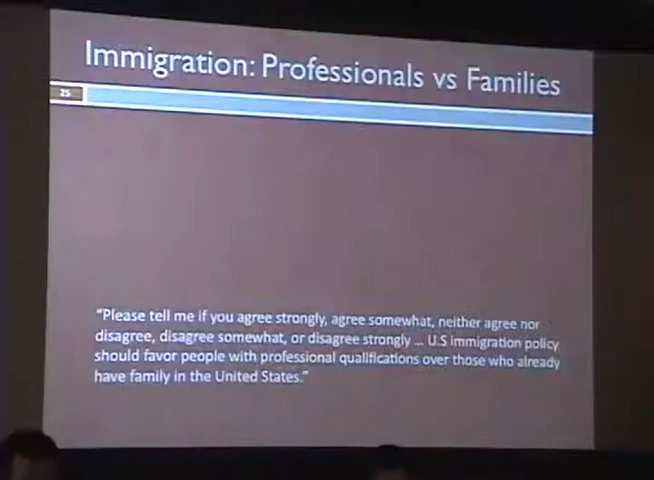 Immigration: Professionals vs Families
25
"Please tell me if you agree strongly, agree somewhat, neither agree nor
disagree, disagree somewhat, or disagree strongly ... U.S immigration policy
should favor people with professional qualifications over those who already
have family in the United States."